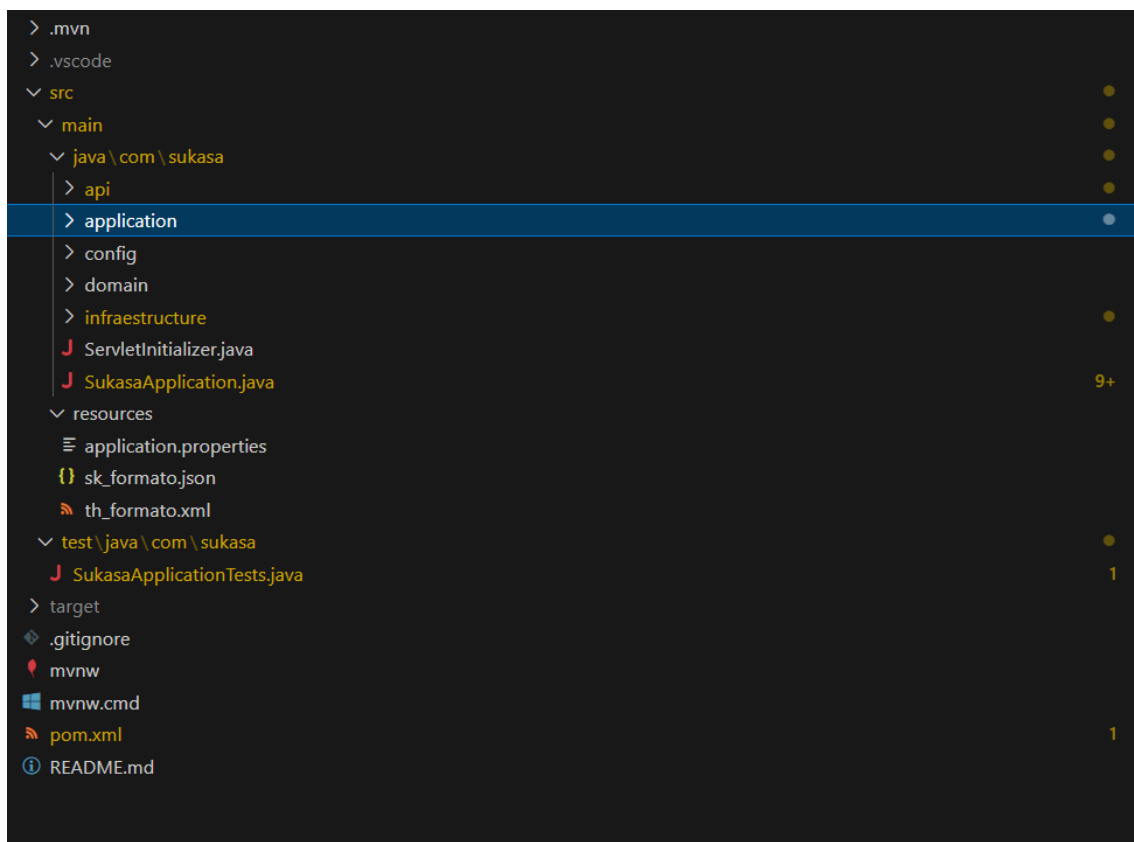 .mvn
.vscode
src
main
java\com\sukasa
api
application
config
domain
infraestructure
ServletInitializer.java
SukasaApplication.java 9+
resources
application.properties
sk_formato.json
th_formato.xml
test\java\com\sukasa
SukasaApplicationTests.java 1
target
.gitignore
mvnw
mvnw.cmd
pom.xml 1
README.md